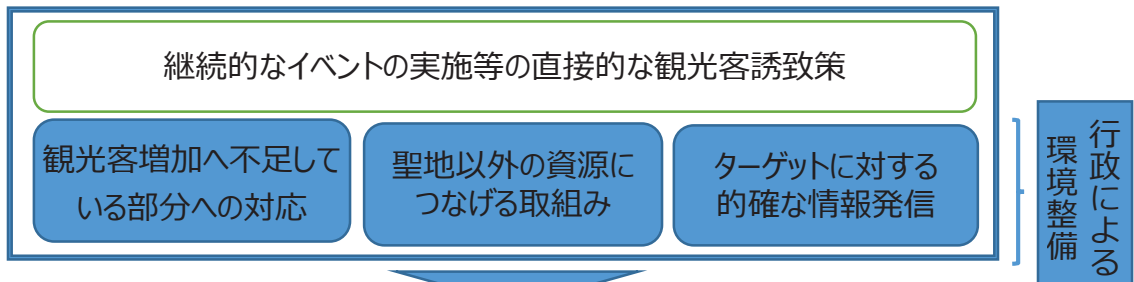 継続的なイベントの実施等の直接的な観光客誘致策
観光客増加へ不足して
いる部分への対応
聖地以外の資源に
つなげる取組み
ターゲットに対する
的確な情報発信
行政による
環境整備